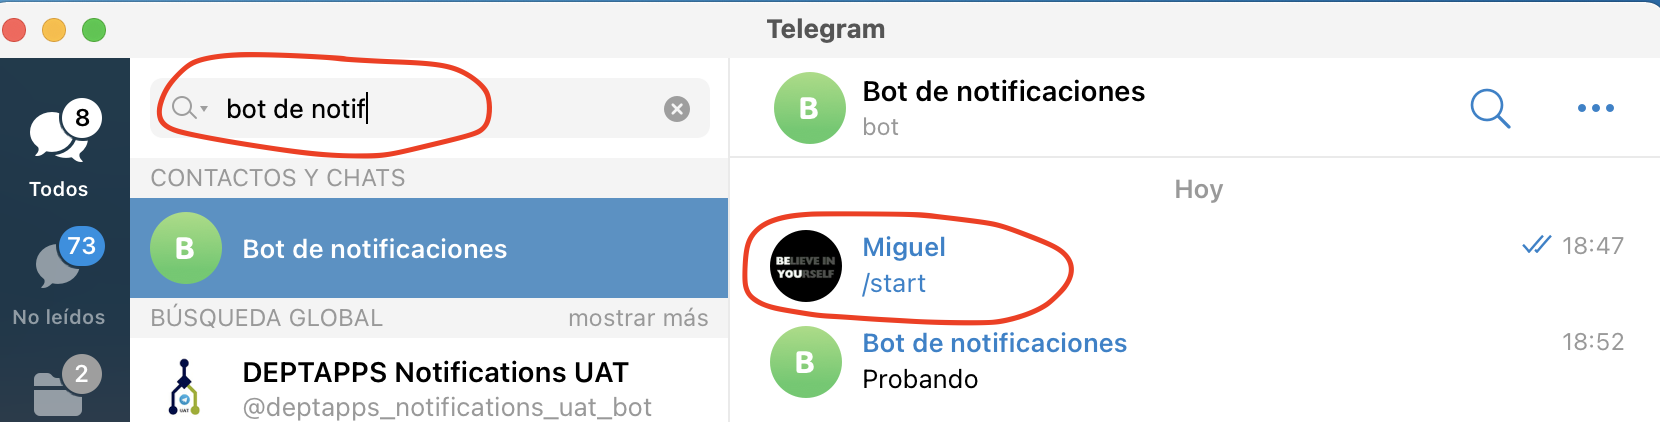 Telegram
8
Todos
73
No leídos
2
bot de notif
CONTACTOS Y CHATS
B
Bot de notificaciones
BÚSQUEDA GLOBAL mostrar más
UAT
DEPTAPPS Notifications UAT
@deptapps_notifications_uat_bot
B
Bot de notificaciones
bot
Hoy
BELIEVE IN
YOURSELF
Miguel 18:47
/start
B
Bot de notificaciones 18:52
Probando